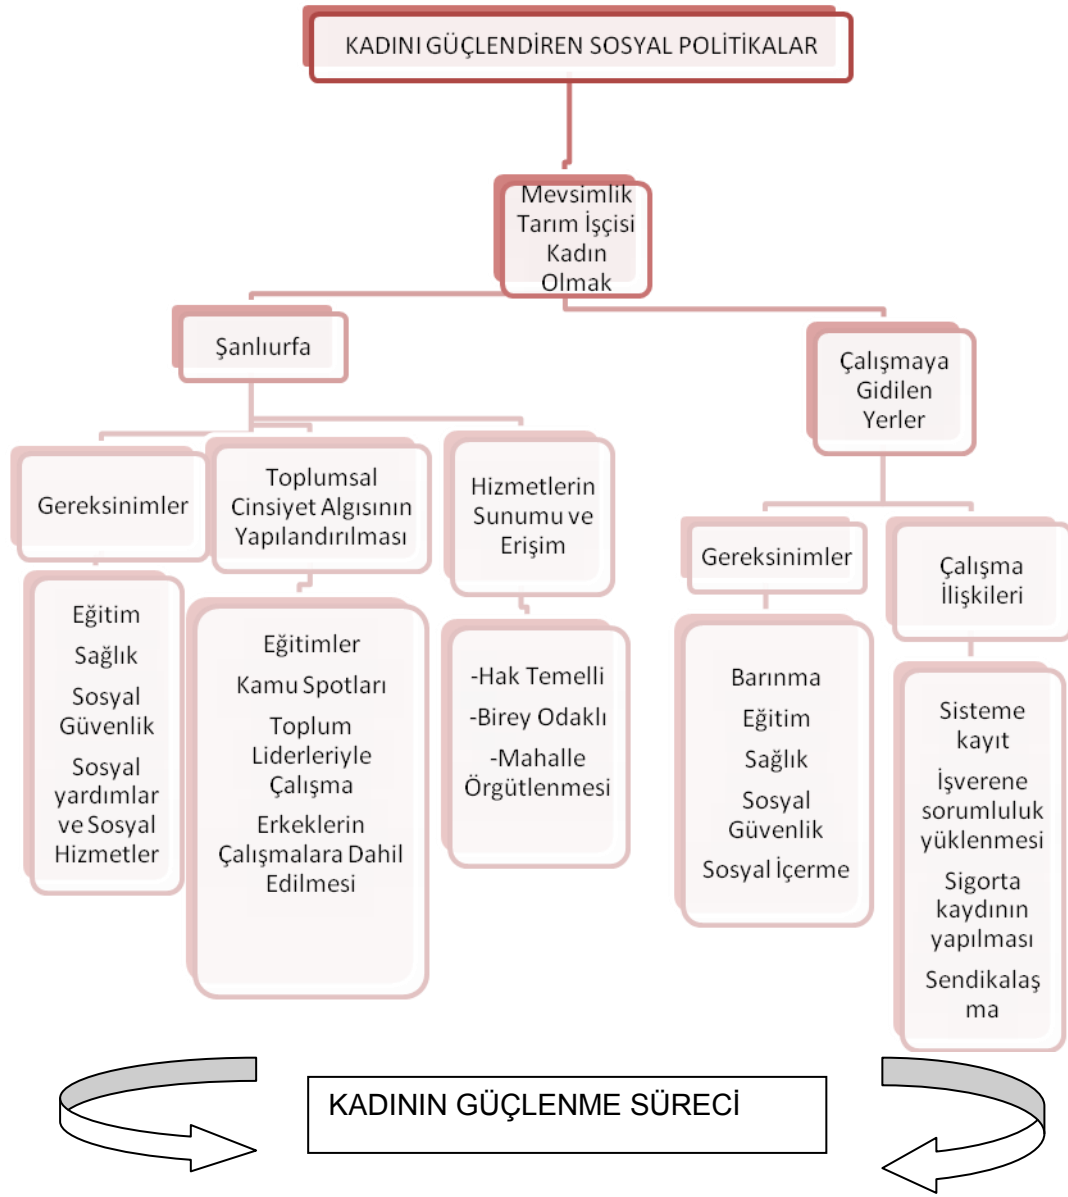 KADINI GÜÇLENDİREN SOSYAL POLİTİKALAR
Mevsimlik
Tarım İşçisi
Kadın
Olmak
Şanlıurfa
Çalışmaya
Gidilen
Yerler
Gereksinimler
Toplumsal
Cinsiyet Algısının
Yapılandırılması
Hizmetlerin
Sunumu ve
Erişim
Gereksinimler
Çalışma
İlişkileri
Eğitim
Sağlık
Sosyal
Güvenlik
Sosyal
yardımlar
ve Sosyal
Hizmetler
Eğitimler
Kamu Spotları
Toplum
Liderleriyle
Çalışma
Erkeklerin
Çalışmalara Dahil
Edilmesi
-Hak Temelli
-Birey Odaklı
-Mahalle
Örgütlenmesi
Barınma
Eğitim
Sağlık
Sosyal
Güvenlik
Sosyal İçerme
Sisteme
kayıt
İşverene
sorumluluk
yüklenmesi
Sigorta
kaydının
yapılması
Sendikalaş
ma
KADININ GÜÇLENME SÜRECİ